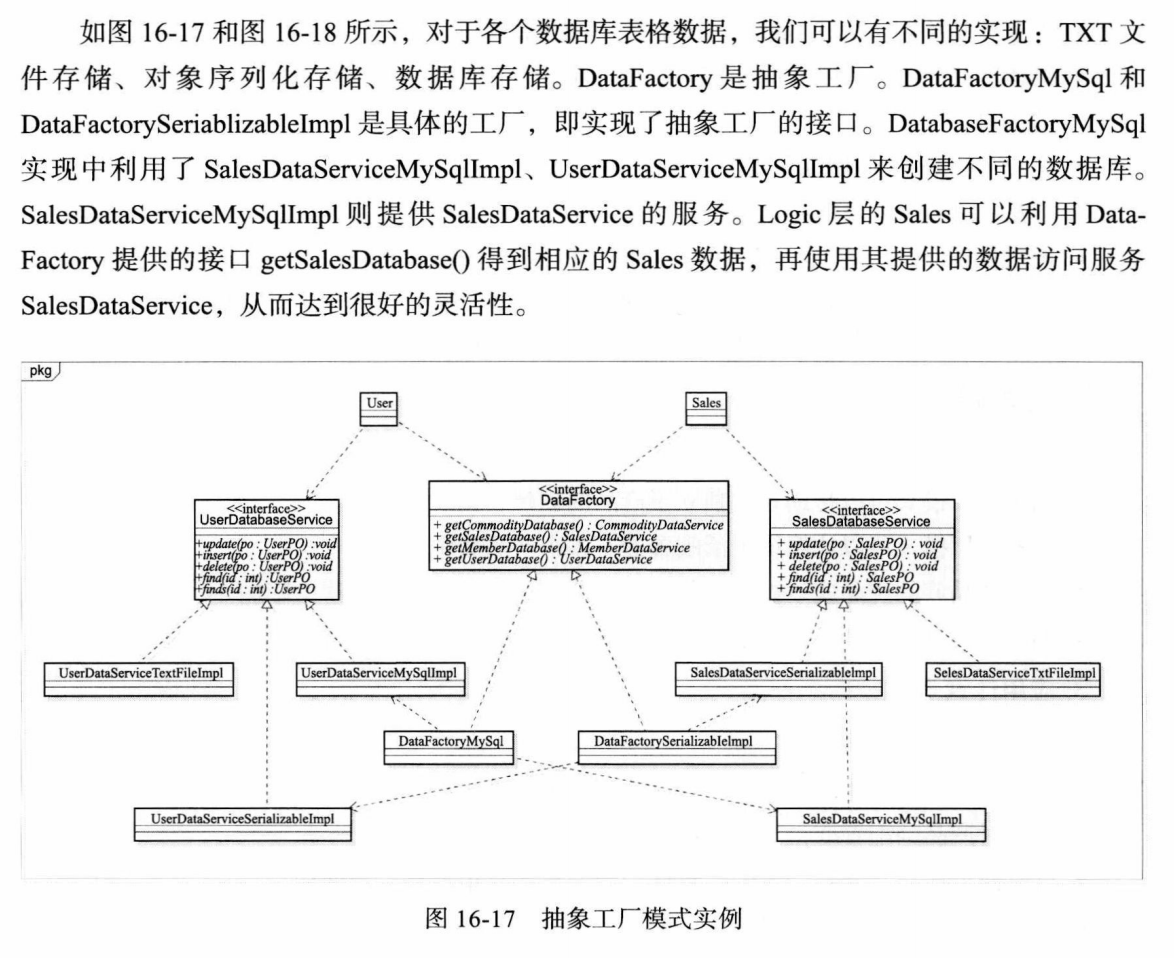 如图 16-17 和图 16-18 所示，对于各个数据库表格数据，我们可以有不同的实现：TXT 文
件存储、对象序列化存储、数据库存储。DataFactory 是抽象工厂。DataFactoryMySql 和
DataFactorySeriablizableImpl 是具体的工厂，即实现了抽象工厂的接口。DatabaseFactoryMySql
实现中利用了 SalesDataServiceMySqlImpl、UserDataServiceMySqlImpl 来创建不同的数据库。
SalesDataServiceMySqlImpl 则提供 SalesDataService 的服务。Logic 层的 Sales 可以利用 Data-
Factory 提供的接口 getSalesDatabase() 得到相应的 Sales 数据，再使用其提供的数据访问服务
SalesDataService，从而达到很好的灵活性。
pkg
User
Sales
<<interface>>
UserDatabaseService
+update(po : UserPO) :void
+insert(po : UserPO) :void
+delete(po : UserPO) :void
+find(id : int) :UserPO
+finds(id : int) :UserPO
<<interface>>
DataFactory
+ getCommodityDatabase() : CommodityDataService
+ getSalesDatabase() : SalesDataService
+ getMemberDatabase() : MemberDataService
+ getUserDatabase() : UserDataService
<<interface>>
SalesDatabaseService
+ update(po : SalesPO) : void
+ insert(po : SalesPO) : void
+ delete(po : SalesPO) : void
+ find(id : int) : SalesPO
+ finds(id : int) : SalesPO
UserDataServiceTextFileImpl
UserDataServiceMySqlImpl
SalesDataServiceSerializableImpl
SelesDataServiceTxtFileImpl
DataFactoryMySql
DataFactorySerializableImpl
UserDataServiceSerializableImpl
SalesDataServiceMySqlImpl
图 16-17 抽象工厂模式实例